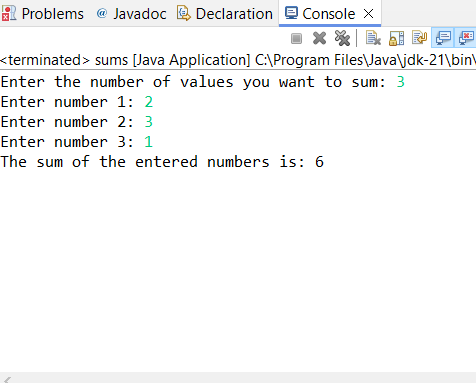 Problems @ Javadoc Declaration Console
<terminated> sums [Java Application] C:\Program Files\Java\jdk-21\bin\
Enter the number of values you want to sum: 3
Enter number 1: 2
Enter number 2: 3
Enter number 3: 1
The sum of the entered numbers is: 6